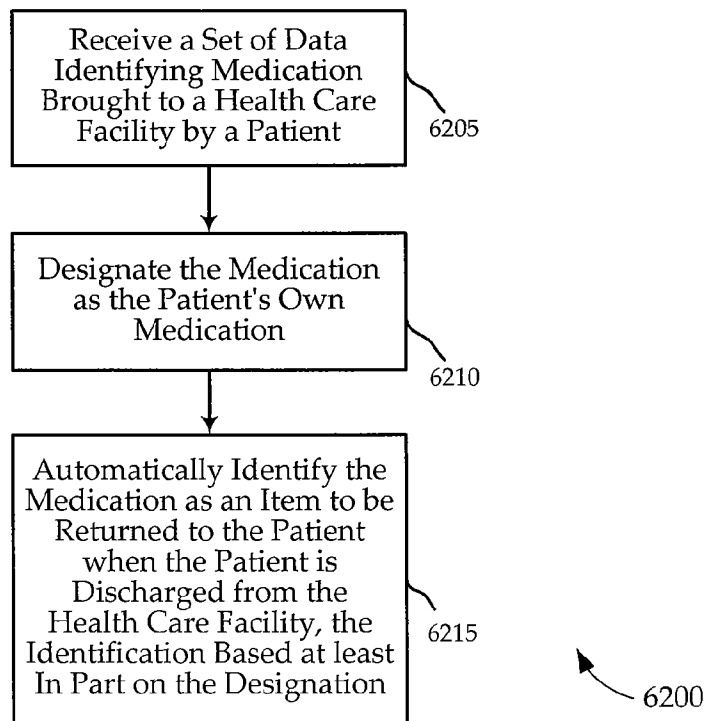 Receive a Set of Data
Identifying Medication
Brought to a Health Care
Facility by a Patient
6205
Designate the Medication
as the Patient's Own
Medication
6210
Automatically Identify the
Medication as an Item to be
Returned to the Patient
when the Patient is
Discharged from the
Health Care Facility, the
Identification Based at least
In Part on the Designation
6215
6200